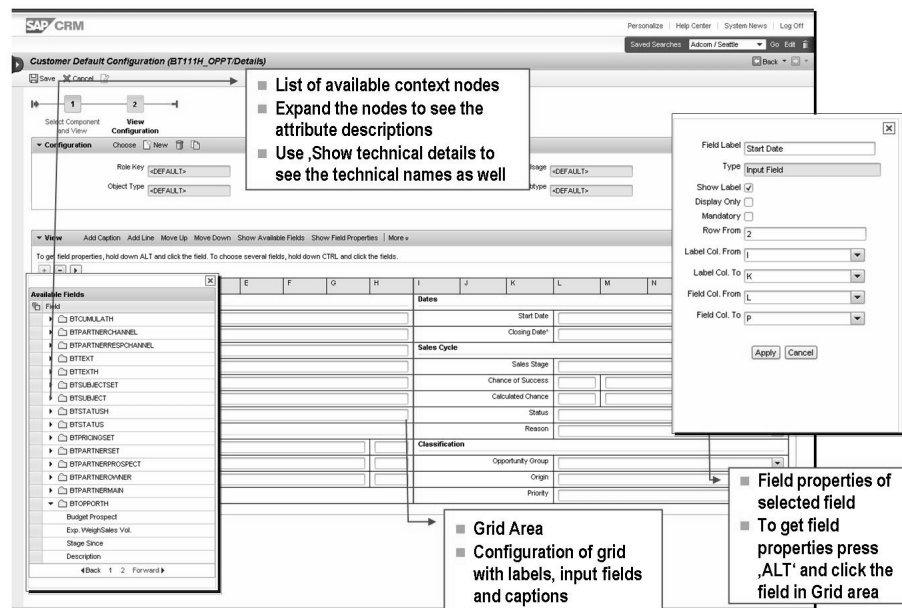 SAP CRM
Personalize | Help Center | System News | Log Off
Saved Searches Adcom / Seattle Go Edit
Customer Default Configuration (BT111H_OPPT/Details)
Back
Save Cancel
1 2
Select Component and View
View Configuration
Configuration Choose New
Role Key <DEFAULT>
Usage <DEFAULT>
Object Type <DEFAULT>
<DEFAULT>
List of available context nodes
Expand the nodes to see the
attribute descriptions
Use ‚Show technical details to
see the technical names as well
View Add Caption Add Line Move Up Move Down Show Available Fields Show Field Properties | More
To get field properties, hold down ALT and click the field. To choose several fields, hold down CTRL and click the fields.
E F G H I J K L M N
Available Fields
Field
BTCUMULATH
BTPARTNERCHANNEL
BTPARTNERRESPCHANNEL
BTTEXT
BTTEXTH
BTSUBJECTSET
BTSUBJECT
BTSTATUSH
BTSTATUS
BTPRICINGSET
BTPARTNERSET
BTPARTNERPROSPECT
BTPARTNEROWNER
BTPARTNERMAIN
BTOPPORTH
Budget Prospect
Exp. WeighSales Vol.
Stage Since
Description
Back 1 2 Forward
Dates
Start Date
Closing Date*
Sales Cycle
Sales Stage
Chance of Success
Calculated Chance
Status
Reason
Classification
Opportunity Group
Origin
Priority
Field Label Start Date
Type Input Field
Show Label
Display Only
Mandatory
Row From 2
Label Col. From I
Label Col. To K
Field Col. From L
Field Col. To P
Apply Cancel
Grid Area
Configuration of grid
with labels, input fields
and captions
Field properties of
selected field
To get field
properties press
‚ALT‘ and click the
field in Grid area